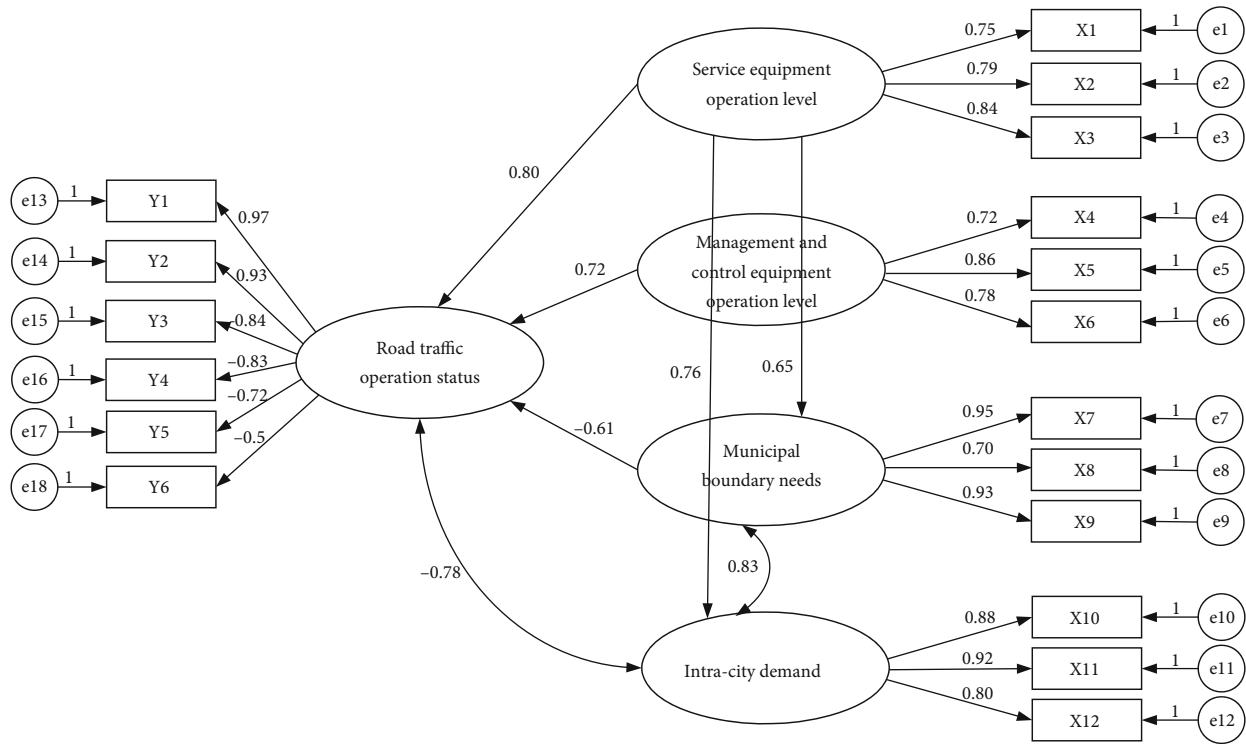 Service equipment
operation level
0.75
X1
1
e1
0.79
X2
1
e2
0.84
X3
1
e3
0.80
e13
1
Y1
0.97
e14
1
Y2
0.93
e15
1
Y3
–0.84
e16
1
Y4
–0.83
e17
1
Y5
–0.72
e18
1
Y6
–0.5
Management and
control equipment
operation level
0.72
0.72
X4
1
e4
0.86
X5
1
e5
0.78
X6
1
e6
Road traffic
operation status
0.76
0.65
–0.61
Municipal
boundary needs
0.95
X7
1
e7
0.70
X8
1
e8
0.93
X9
1
e9
–0.78
0.83
Intra-city demand
0.88
X10
1
e10
0.92
X11
1
e11
0.80
X12
1
e12